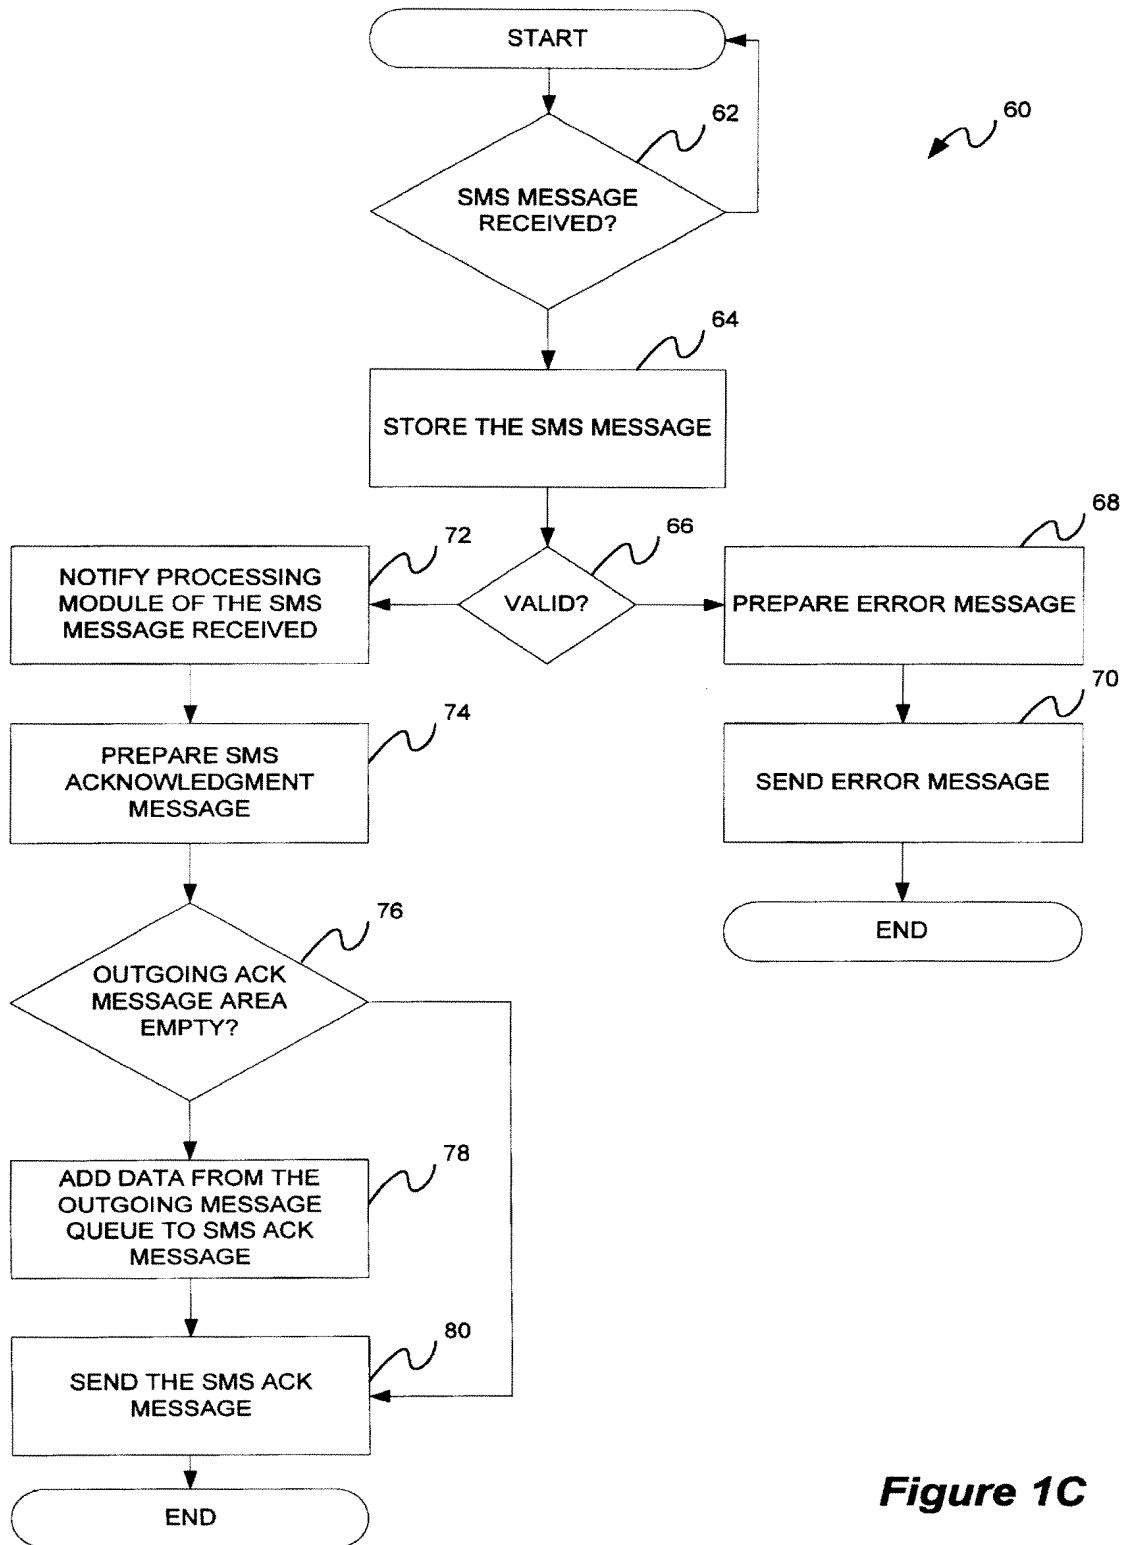 START
62
60
SMS MESSAGE
RECEIVED?
64
STORE THE SMS MESSAGE
72
66
68
NOTIFY PROCESSING
MODULE OF THE SMS
MESSAGE RECEIVED
VALID?
PREPARE ERROR MESSAGE
74
70
PREPARE SMS
ACKNOWLEDGMENT
MESSAGE
SEND ERROR MESSAGE
76
END
OUTGOING ACK
MESSAGE AREA
EMPTY?
78
ADD DATA FROM THE
OUTGOING MESSAGE
QUEUE TO SMS ACK
MESSAGE
80
SEND THE SMS ACK
MESSAGE
END
Figure 1C